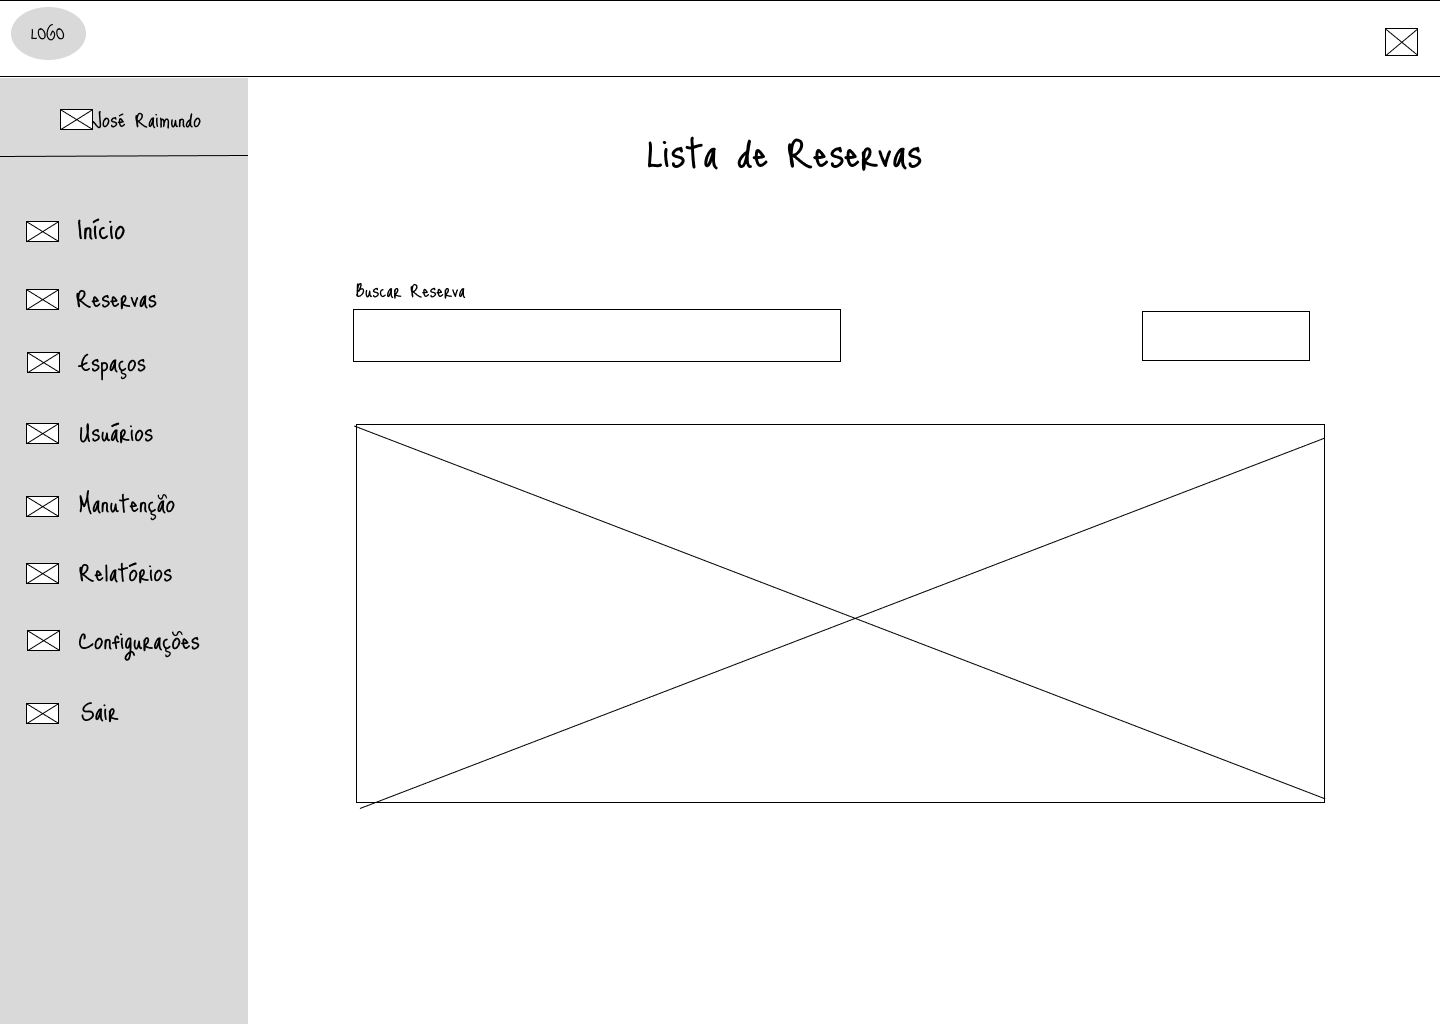 LOGO
José Raimundo
Lista de Reservas
Início
Reservas
Espaços
Usuários
Manutenção
Relatórios
Configurações
Sair
Buscar Reserva